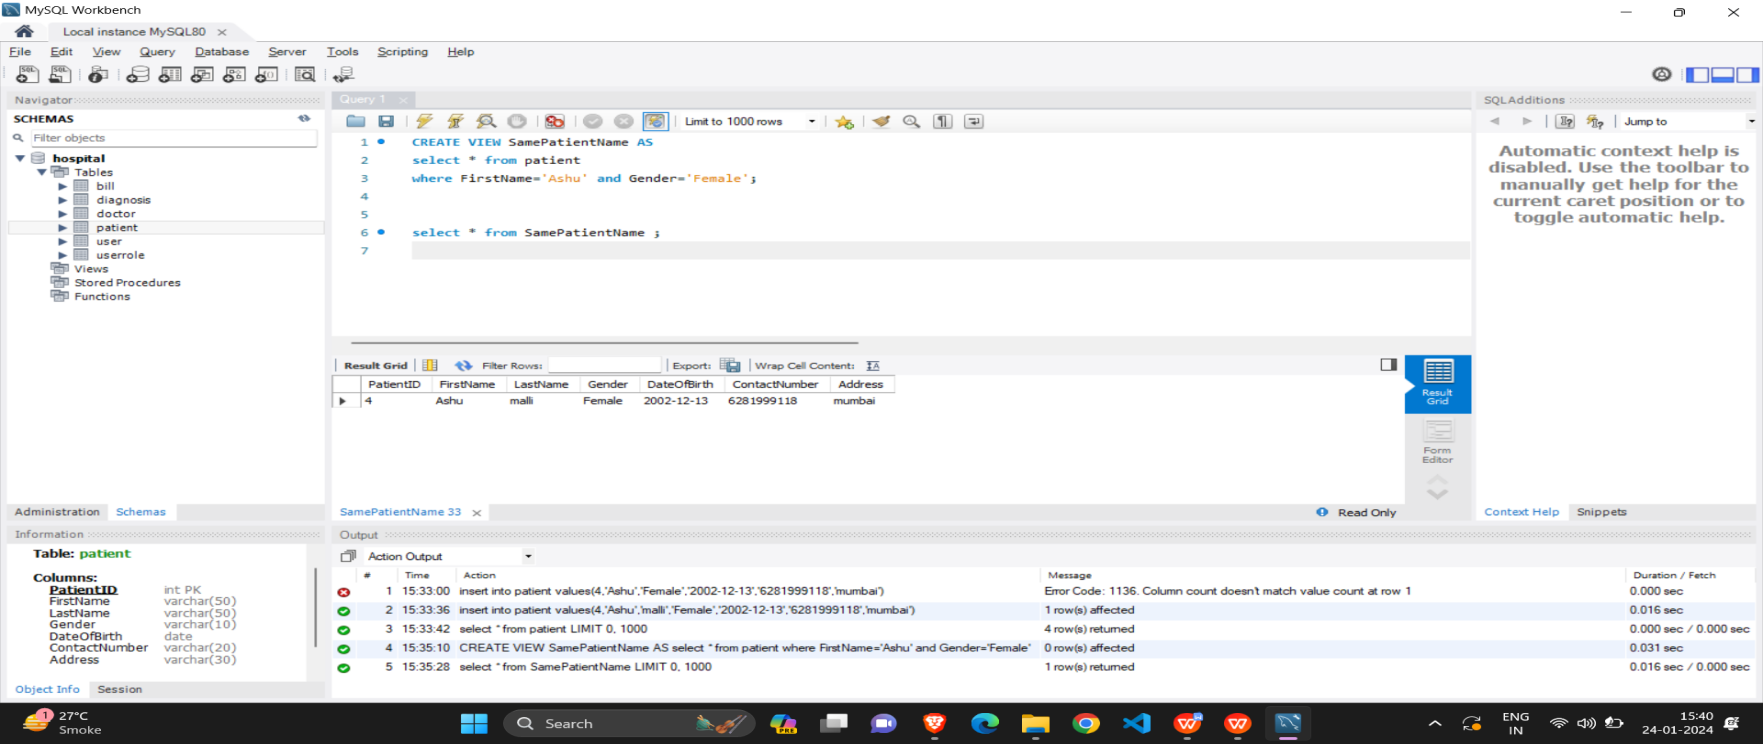 MySQL Workbench
Local instance MySQL80
File Edit View Query Database Server Tools Scripting Help
Navigator
SCHEMAS
Filter objects
hospital
Tables
bill
diagnosis
doctor
patient
user
userrole
Views
Stored Procedures
Functions
Administration Schemas
Information
Table: patient
Columns:
PatientID int PK
FirstName varchar(50)
LastName varchar(50)
Gender varchar(10)
DateOfBirth date
ContactNumber varchar(20)
Address varchar(30)
Object Info Session
Query 1
Limit to 1000 rows
1 CREATE VIEW SamePatientName AS
2 select * from patient
3 where FirstName='Ashu' and Gender='Female';
4
5
6 select * from SamePatientName ;
7
Result Grid Filter Rows: Export: Wrap Cell Content:
PatientID FirstName LastName Gender DateOfBirth ContactNumber Address
4 Ashu malli Female 2002-12-13 6281999118 mumbai
Result Grid
Form Editor
SamePatientName 33
Read Only
Output
Action Output
# Time Action Message Duration / Fetch
1 15:33:00 insert into patient values(4,'Ashu','Female','2002-12-13','6281999118','mumbai') Error Code: 1136. Column count doesn't match value count at row 1 0.000 sec
2 15:33:36 insert into patient values(4,'Ashu','malli','Female','2002-12-13','6281999118','mumbai') 1 row(s) affected 0.016 sec
3 15:33:42 select * from patient LIMIT 0, 1000 4 row(s) returned 0.000 sec / 0.000 sec
4 15:35:10 CREATE VIEW SamePatientName AS select * from patient where FirstName='Ashu' and Gender='Female' 0 row(s) affected 0.031 sec
5 15:35:28 select * from SamePatientName LIMIT 0, 1000 1 row(s) returned 0.016 sec / 0.000 sec
SQLAdditions
Jump to
Automatic context help is
disabled. Use the toolbar to
manually get help for the
current caret position or to
toggle automatic help.
Context Help Snippets
1
27°C
Smoke
Search
PRE
ENG
IN
15:40
24-01-2024